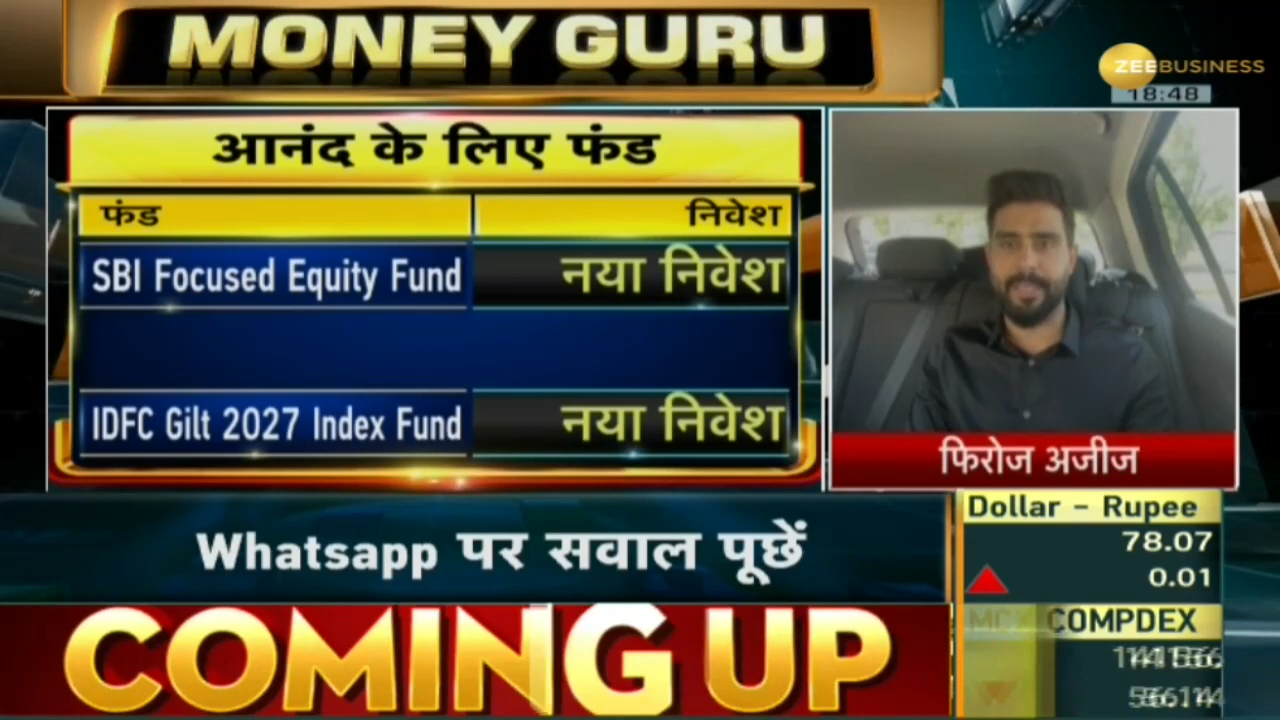 MONEY GURU
ZEEBUSINESS
18:48
आनंद के लिए फंड
फंड निवेश
SBI Focused Equity Fund नया निवेश
IDFC Gilt 2027 Index Fund नया निवेश
फिरोज अजीज
Whatsapp पर सवाल पूछें
Dollar - Rupee
78.07
0.01
MCX COMPDEX
COMING UP